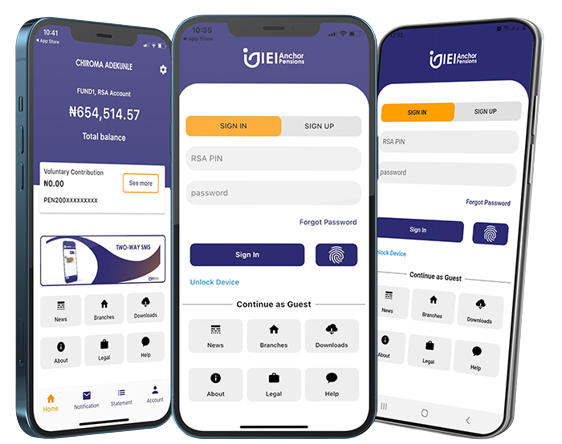 10:41
App Store
CHIROMA ADEKUNLE
FUND1, RSA Account
₦654,514.57
Total balance
Voluntary Contribution
₦0.00
See more
PEN200XXXXXXXXX
TWO-WAY SMS
News
Branches
Downloads
About
Legal
Help
Home
Notification
Statement
Account
10:35
App Store
IEI Anchor
Pensions
SIGN IN
SIGN UP
RSA PIN
password
Forgot Password
Sign In
Unlock Device
Continue as Guest
News
Branches
Downloads
About
Legal
Help
IEI Anchor
Pensions
SIGN IN
SIGN UP
RSA PIN
password
Forgot Password
Sign In
Unlock Device
Continue as Guest
News
Branches
Downloads
About
Legal
Help